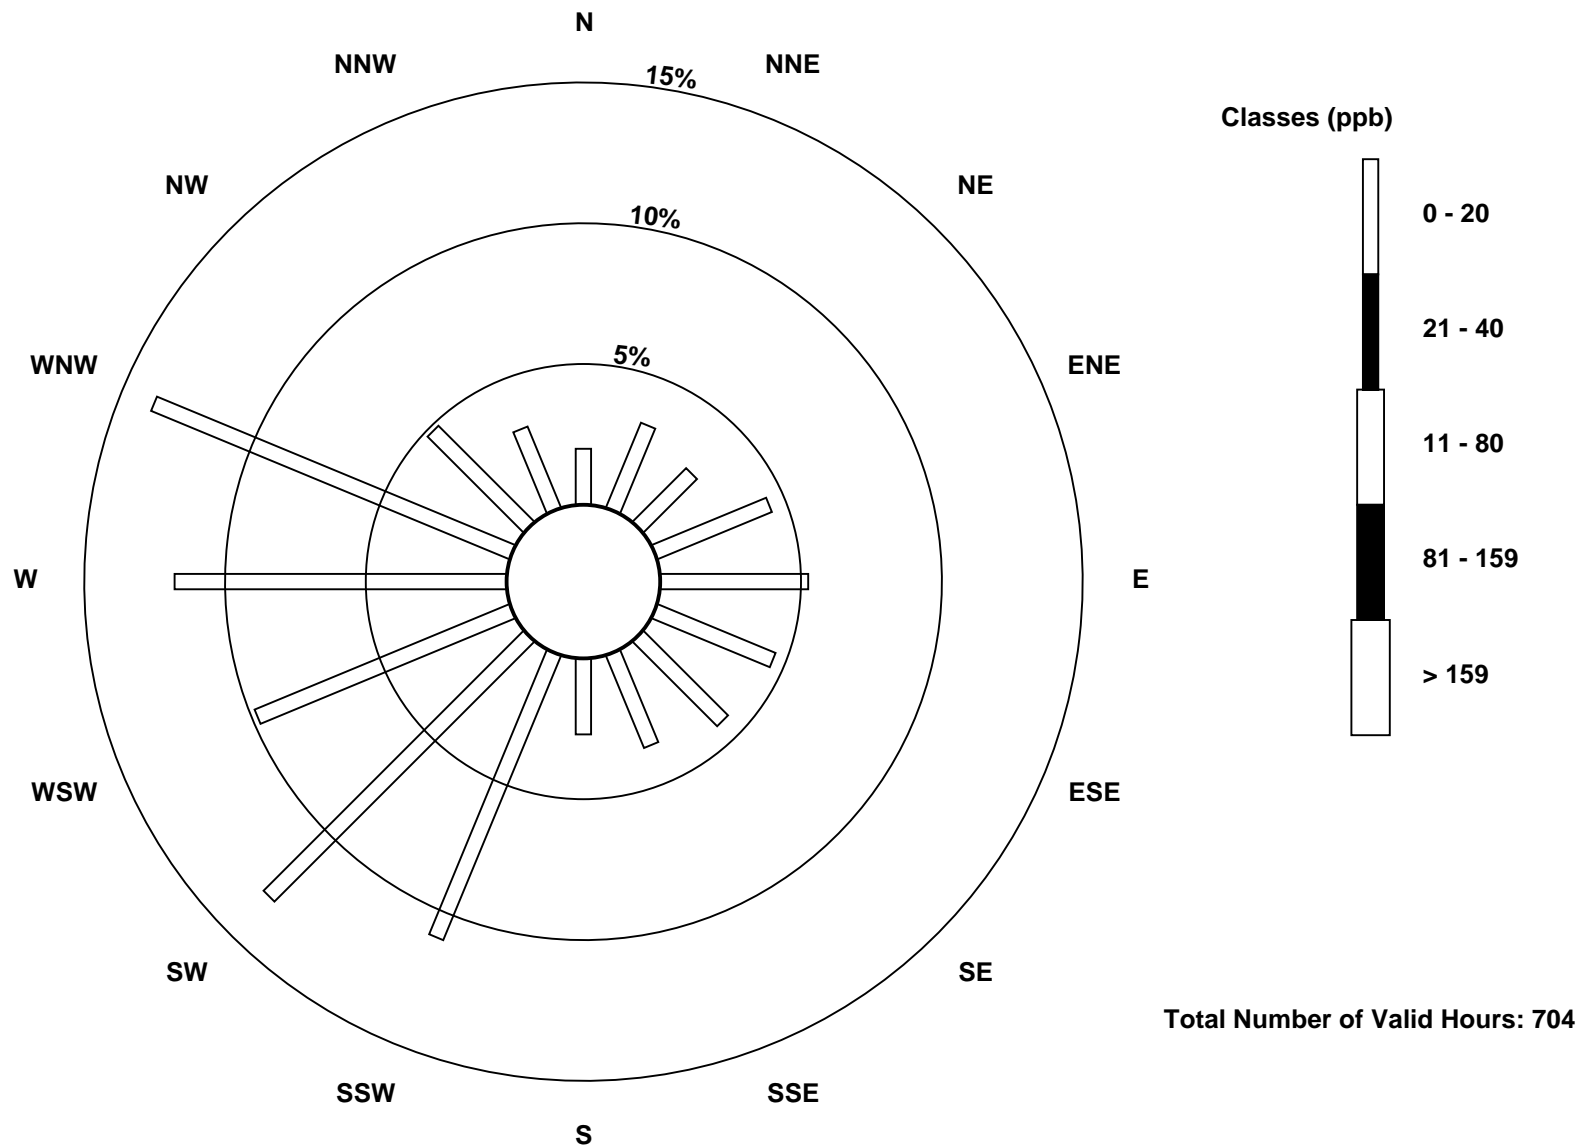 N
NNW
NNE
15%
Classes (ppb)
NW
NE
10%
0 - 20
21 - 40
5%
WNW
ENE
11 - 80
W
E
81 - 159
> 159
WSW
ESE
SW
SE
Total Number of Valid Hours: 704
SSW
SSE
S